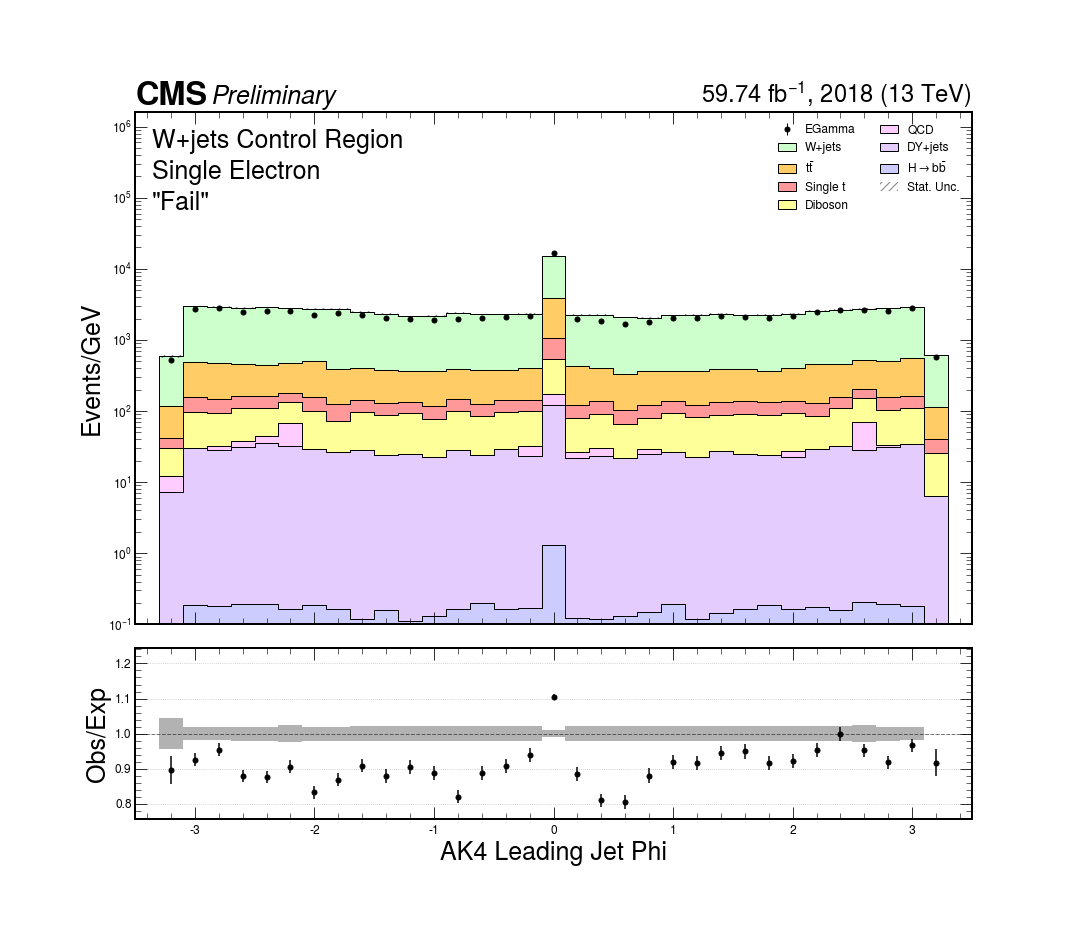 CMS Preliminary 59.74 fb⁻¹, 2018 (13 TeV)
W+jets Control Region
Single Electron
"Fail"
EGamma
W+jets
tt̄
Single t
Diboson
QCD
DY+jets
H→bb̄
Stat. Unc.
Events/GeV
10⁶
10⁵
10⁴
10³
10²
10¹
10⁰
10⁻¹
Obs/Exp
1.2
1.1
1.0
0.9
0.8
-3 -2 -1 0 1 2 3
AK4 Leading Jet Phi